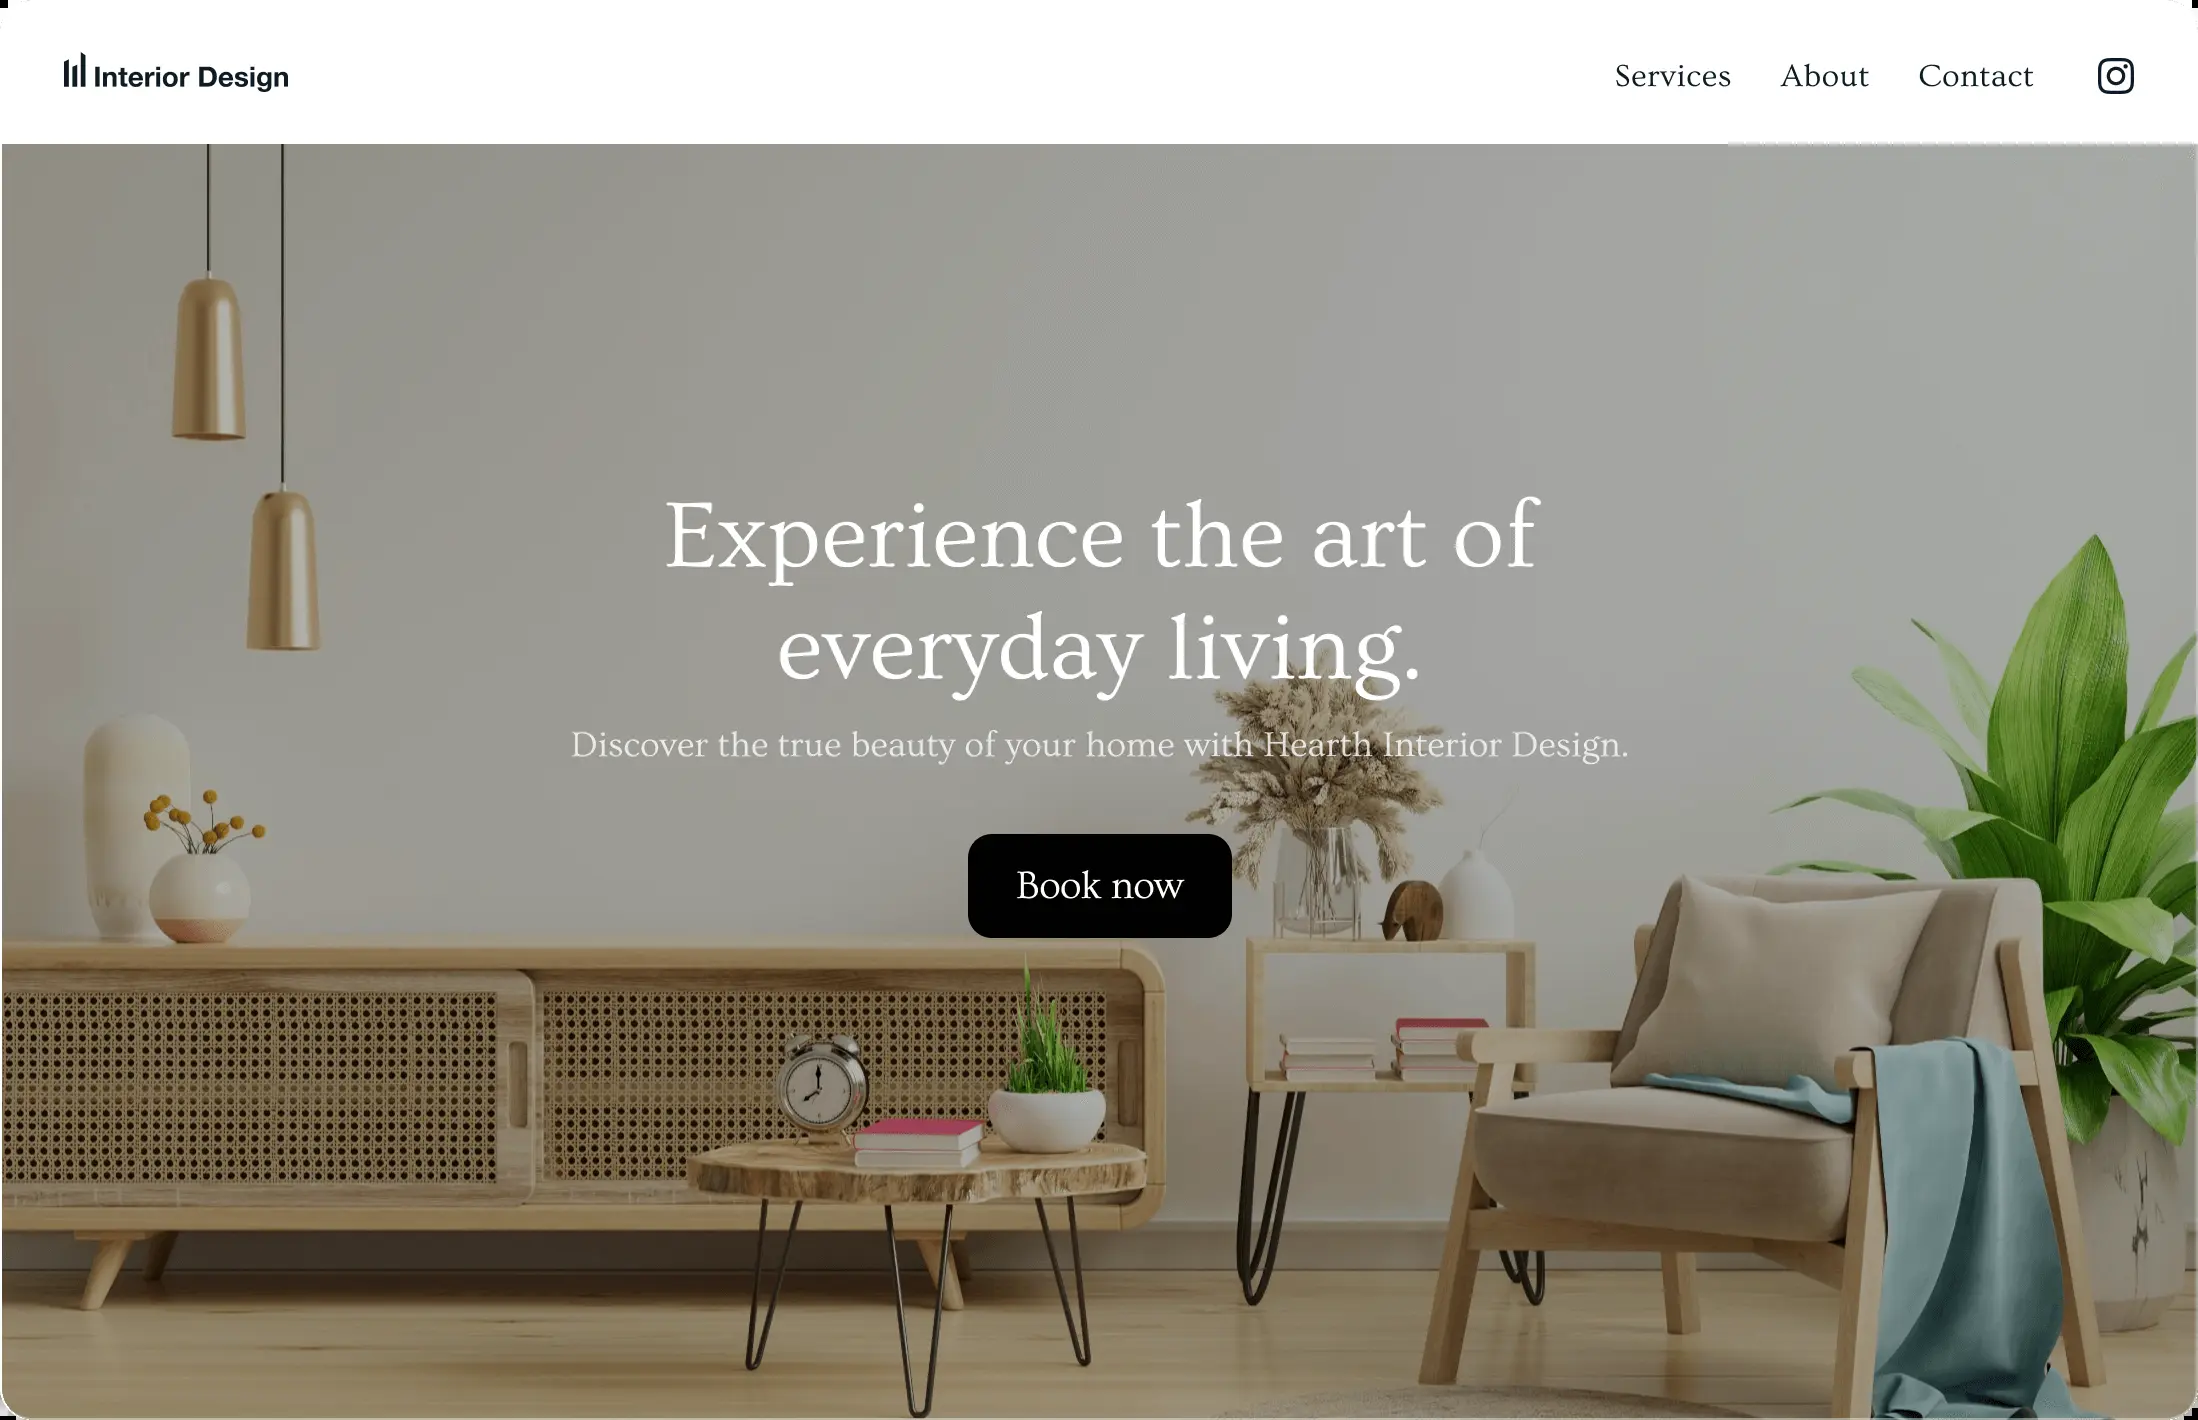 Interior Design
Services About Contact
Experience the art of
everyday living.
Discover the true beauty of your home with Hearth Interior Design.
Book now